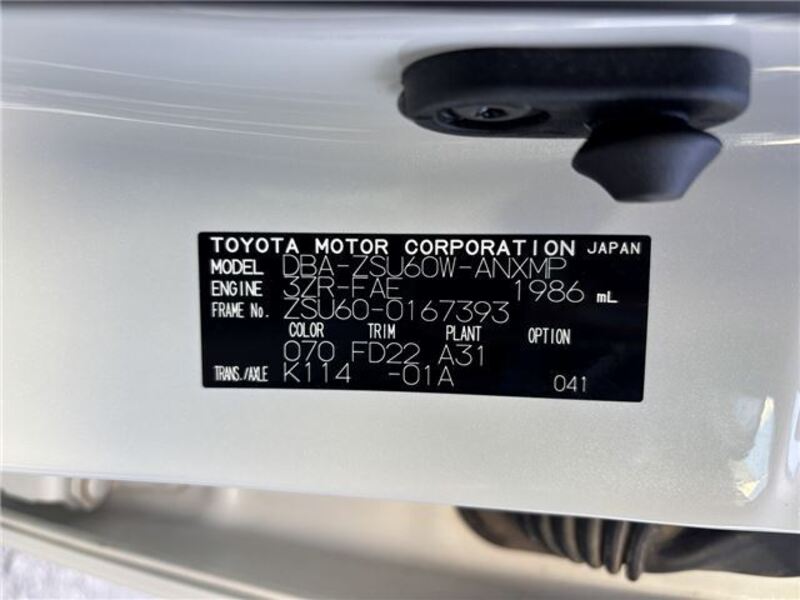 TOYOTA MOTOR CORPORATION JAPAN
MODEL DBA-ZSU60W-ANXMP
ENGINE 3ZR-FAE 1986 mL
FRAME No. ZSU60-0167393
COLOR TRIM PLANT OPTION
070 FD22 A31
TRANS./AXLE K114 -01A 041